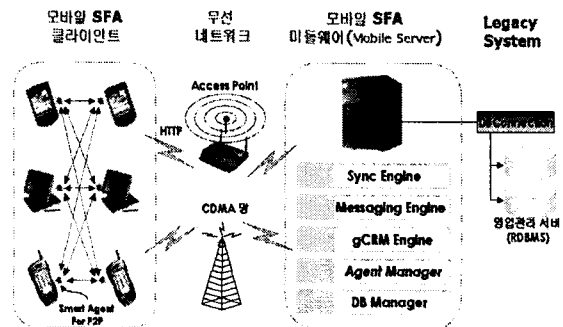 모바일 SFA
클라이언트
무선
네트워크
모바일 SFA
미들웨어(Mobile Server)
Legacy
System
Access Point
HTTP
CDMA 망
Smart Agent
For P2P
Sync Engine
Messaging Engine
gCRM Engine
Agent Manager
DB Manager
DB Connection
영업관리 서버
(RDBMS)